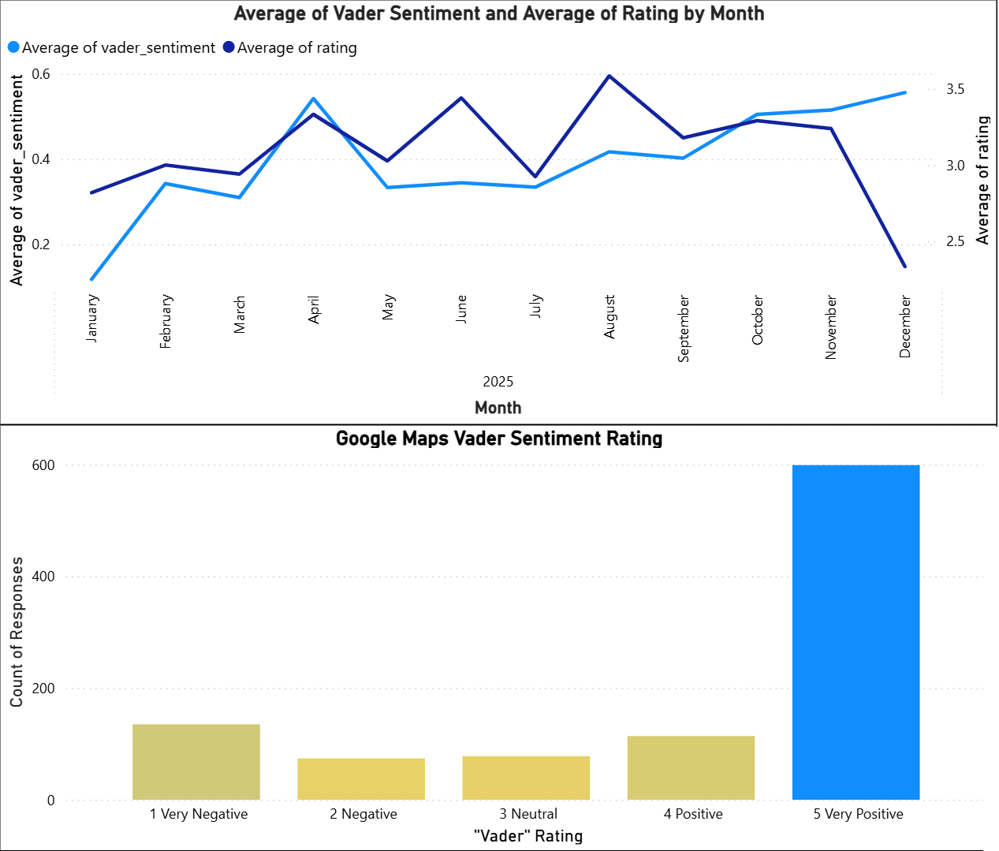 Average of Vader Sentiment and Average of Rating by Month
Average of vader_sentiment Average of rating
Average of vader_sentiment
0.6
0.4
0.2
3.5
3.0
2.5
Average of rating
January
February
March
April
May
June
July
August
September
October
November
December
2025
Month
Google Maps Vader Sentiment Rating
Count of Responses
600
400
200
0
1 Very Negative
2 Negative
3 Neutral
4 Positive
5 Very Positive
"Vader" Rating